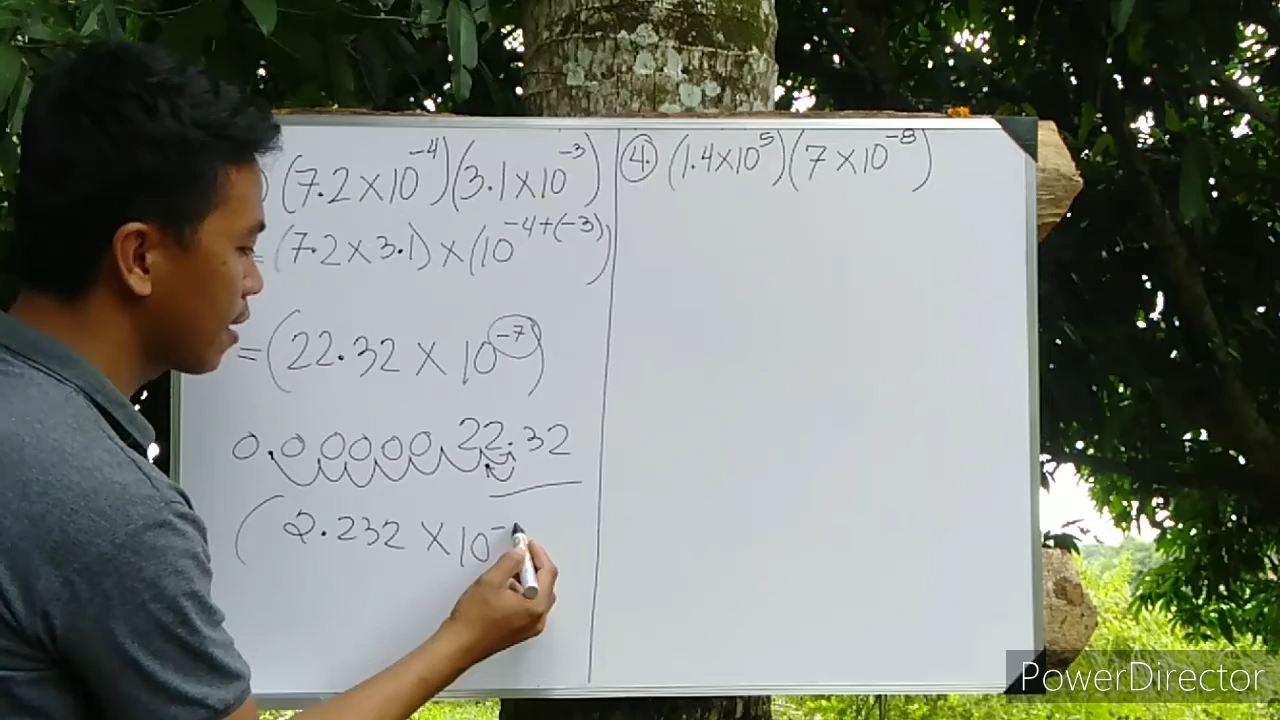 ) (7.2 × 10⁻⁴)(3.1 × 10⁻³)
= (7.2 × 3.1) × (10⁻⁴⁺⁽⁻³⁾)
= (22.32 × 10⁻⁷)
0.0000022.32
(2.232 × 10⁻
4. (1.4 × 10⁵)(7 × 10⁻⁸)
PowerDirector